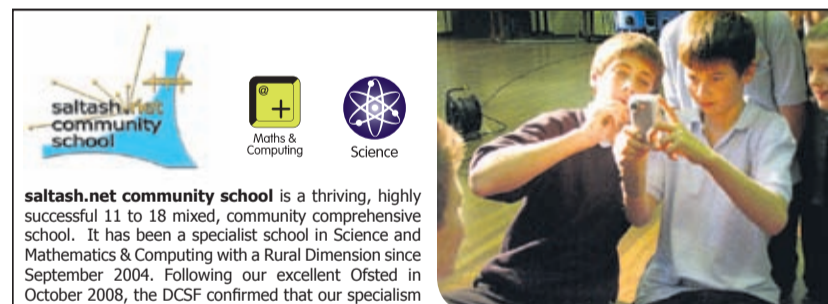 saltash.net
community
school
@
+
Maths &
Computing
Science
saltash.net community school is a thriving, highly
successful 11 to 18 mixed, community comprehensive
school. It has been a specialist school in Science and
Mathematics & Computing with a Rural Dimension since
September 2004. Following our excellent Ofsted in
October 2008, the DCSF confirmed that our specialism